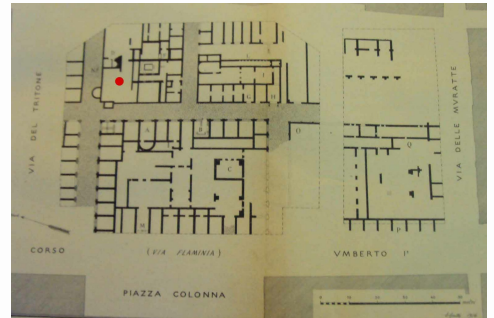 VIA DEL TRITONE
VIA DELLE MVRATTE
A
B
C
G
H
I
L
O
Q
P
CORSO (VIA FLAMINIA) VMBERTO I°
PIAZZA COLONNA